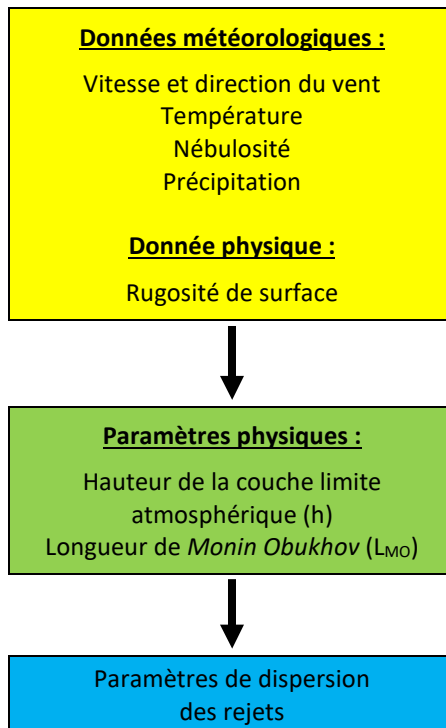 Données météorologiques :
Vitesse et direction du vent
Température
Nébulosité
Précipitation
Donnée physique :
Rugosité de surface
Paramètres physiques :
Hauteur de la couche limite
atmosphérique (h)
Longueur de Monin Obukhov (LMO)
Paramètres de dispersion
des rejets